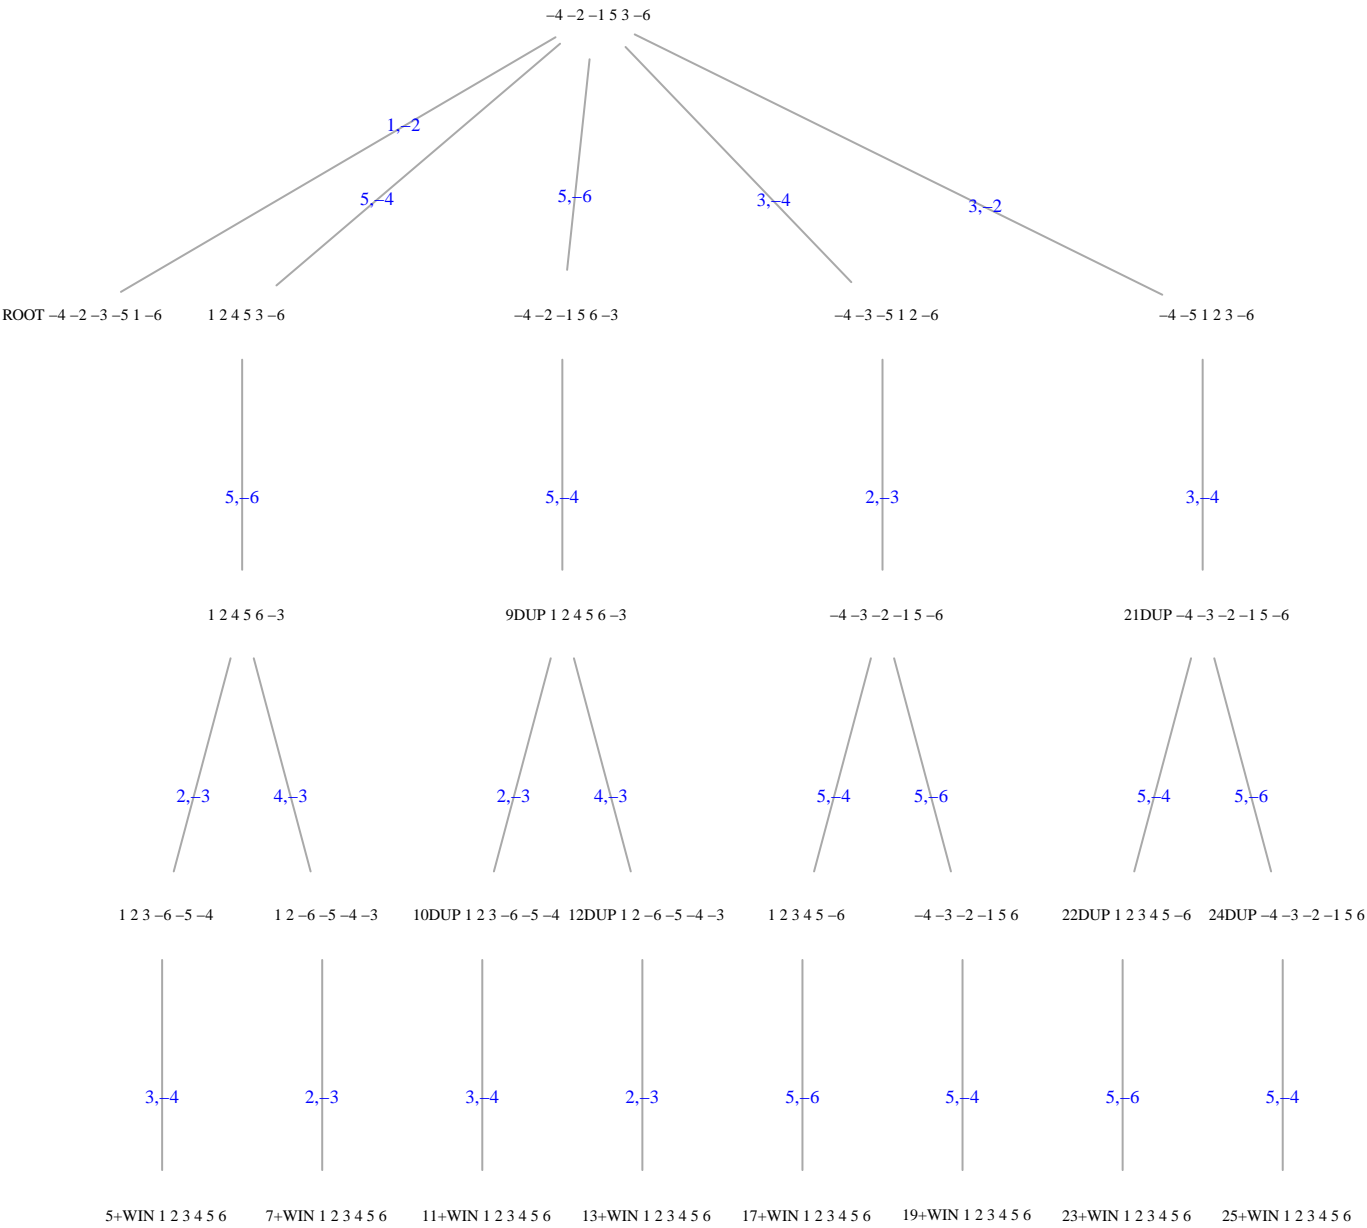 −4 −2 −1 5 3 −6
1,−2
5,−4
5,−6
3,−4
3,−2
ROOT −4 −2 −3 −5 1 −6
1 2 4 5 3 −6
−4 −2 −1 5 6 −3
−4 −3 −5 1 2 −6
−4 −5 1 2 3 −6
5,−6
5,−4
2,−3
3,−4
1 2 4 5 6 −3
9DUP 1 2 4 5 6 −3
−4 −3 −2 −1 5 −6
21DUP −4 −3 −2 −1 5 −6
2,−3
4,−3
2,−3
4,−3
5,−4
5,−6
5,−4
5,−6
1 2 3 −6 −5 −4
1 2 −6 −5 −4 −3
10DUP 1 2 3 −6 −5 −4
12DUP 1 2 −6 −5 −4 −3
1 2 3 4 5 −6
−4 −3 −2 −1 5 6
22DUP 1 2 3 4 5 −6
24DUP −4 −3 −2 −1 5 6
3,−4
2,−3
3,−4
2,−3
5,−6
5,−4
5,−6
5,−4
5+WIN 1 2 3 4 5 6
7+WIN 1 2 3 4 5 6
11+WIN 1 2 3 4 5 6
13+WIN 1 2 3 4 5 6
17+WIN 1 2 3 4 5 6
19+WIN 1 2 3 4 5 6
23+WIN 1 2 3 4 5 6
25+WIN 1 2 3 4 5 6